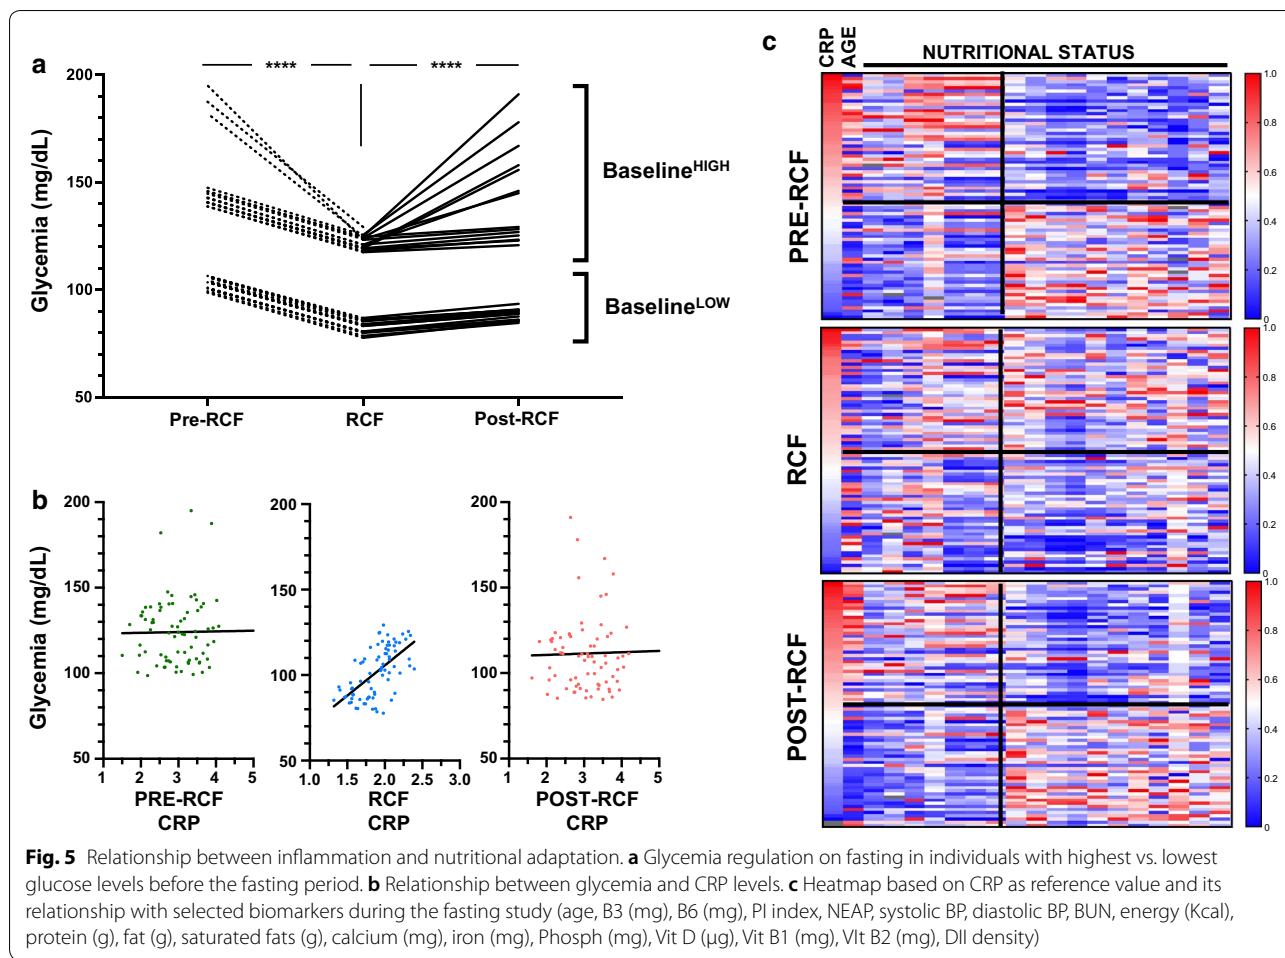 a
**** ****
200
150
100
50
Glycemia (mg/dL)
Pre-RCF RCF Post-RCF
BaselineHIGH
BaselineLOW
b
Glycemia (mg/dL)
200
150
100
50
1 2 3 4 5
PRE-RCF
CRP
200
150
100
50
1.0 1.5 2.0 2.5 3.0
RCF
CRP
200
150
100
50
1 2 3 4 5
POST-RCF
CRP
c
CRP
AGE
NUTRITIONAL STATUS
PRE-RCF
1.0
0.8
0.6
0.4
0.2
0
RCF
1.0
0.8
0.6
0.4
0.2
0
POST-RCF
1.0
0.8
0.6
0.4
0.2
0
Fig. 5 Relationship between inflammation and nutritional adaptation. a Glycemia regulation on fasting in individuals with highest vs. lowest
glucose levels before the fasting period. b Relationship between glycemia and CRP levels. c Heatmap based on CRP as reference value and its
relationship with selected biomarkers during the fasting study (age, B3 (mg), B6 (mg), PI index, NEAP, systolic BP, diastolic BP, BUN, energy (Kcal),
protein (g), fat (g), saturated fats (g), calcium (mg), iron (mg), Phosph (mg), Vit D (µg), Vit B1 (mg), VIt B2 (mg), DII density)